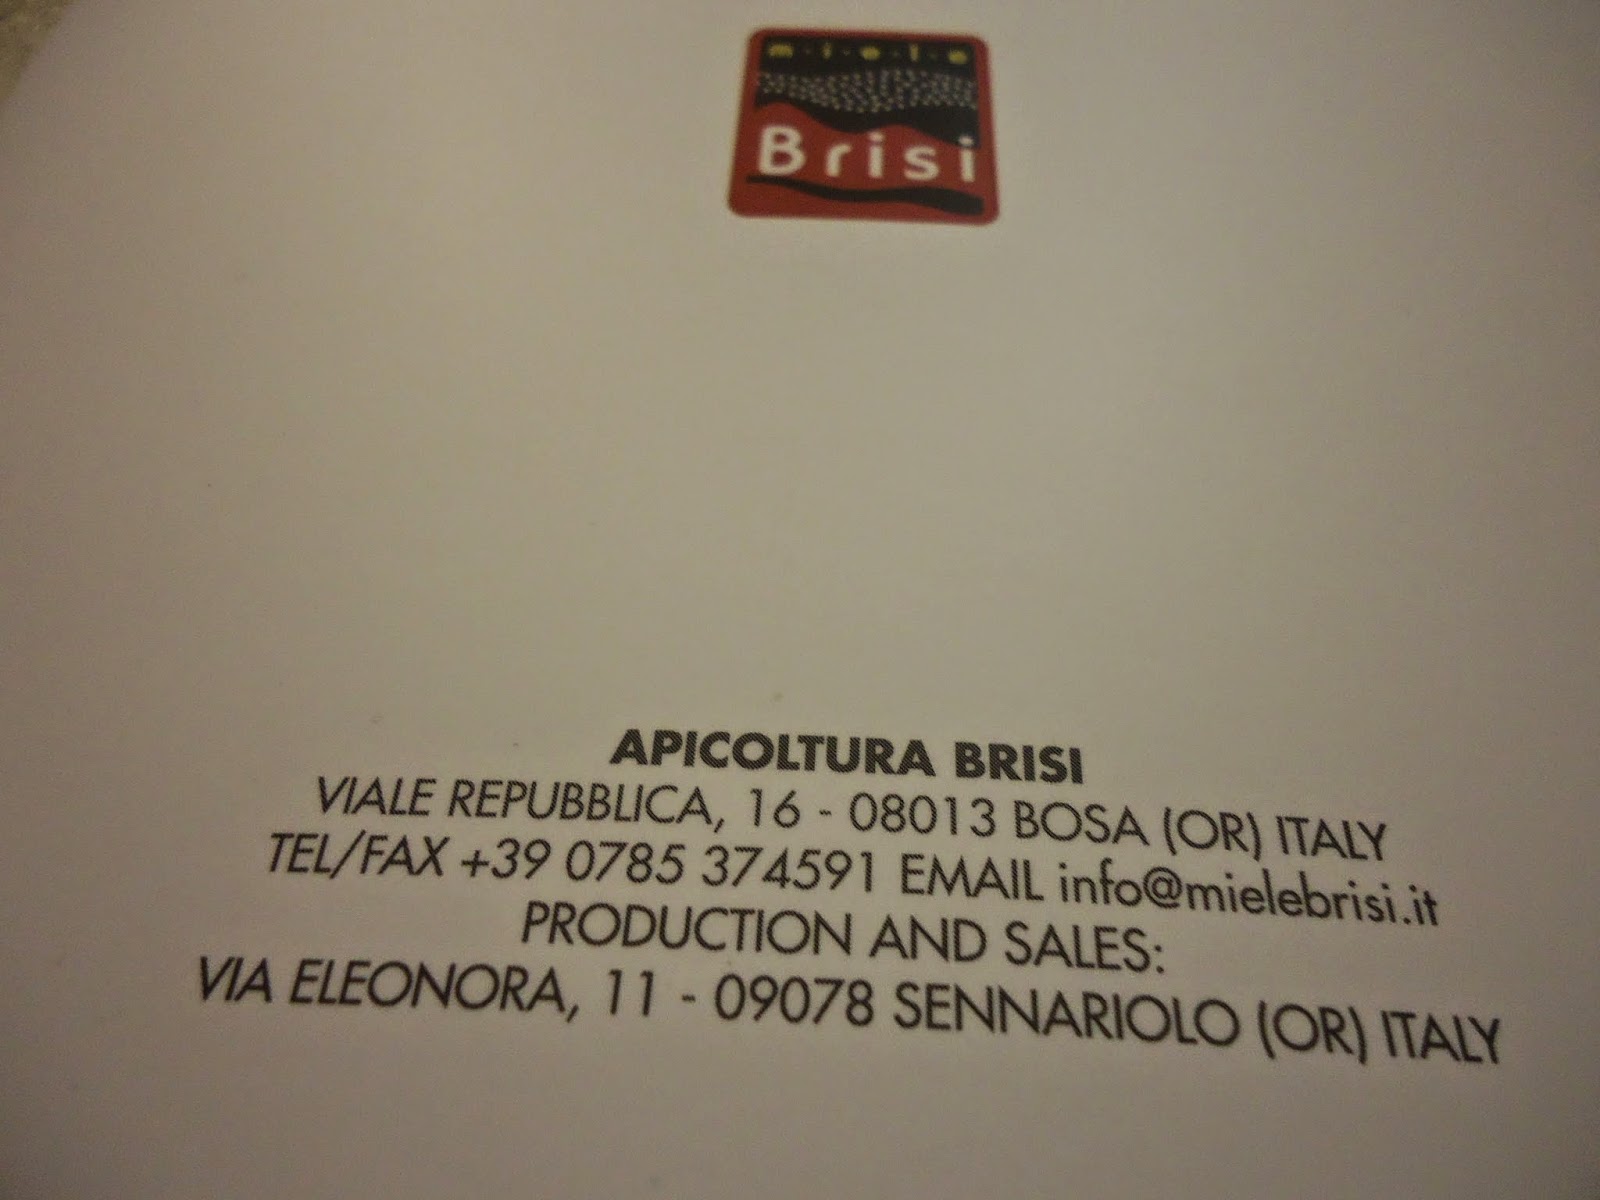 m·i·e·l·e
Brisi
APICOLTURA BRISI
VIALE REPUBBLICA, 16 - 08013 BOSA (OR) ITALY
TEL/FAX +39 0785 374591 EMAIL info@mielebrisi.it
PRODUCTION AND SALES:
VIA ELEONORA, 11 - 09078 SENNARIOLO (OR) ITALY